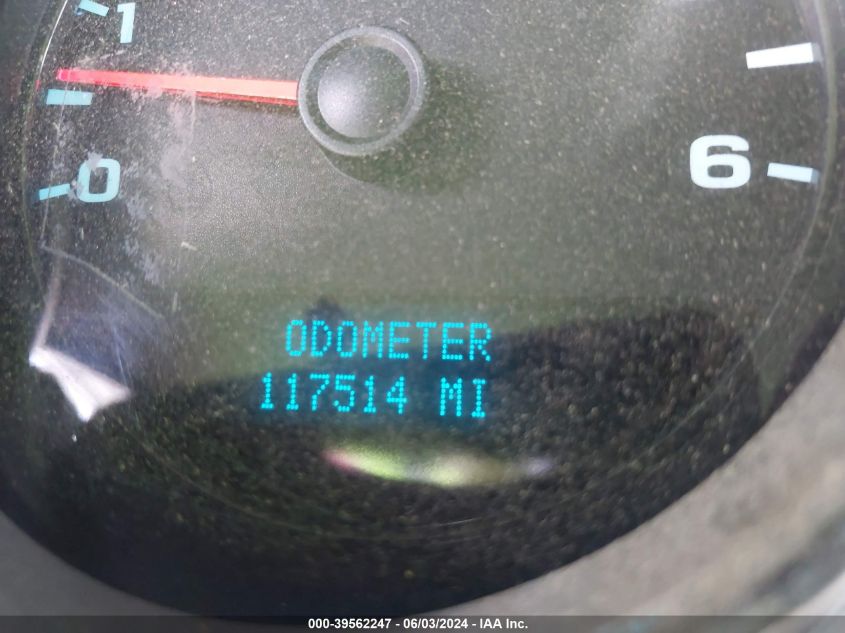 1
0
6
ODOMETER
117514 MI
000-39562247 - 06/03/2024 - IAA Inc.